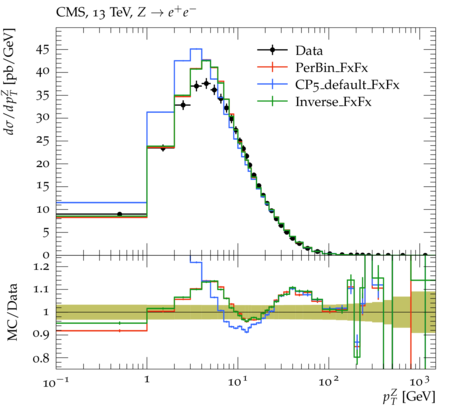 CMS, 13 TeV, Z → e⁺e⁻
dσ/dp_T^Z [pb/GeV]
45
40
35
30
25
20
15
10
5
0
Data
PerBin_FxFx
CP5_default_FxFx
Inverse_FxFx
MC/Data
1.2
1.1
1
0.9
0.8
10⁻¹
1
10¹
10²
10³
p_T^Z [GeV]